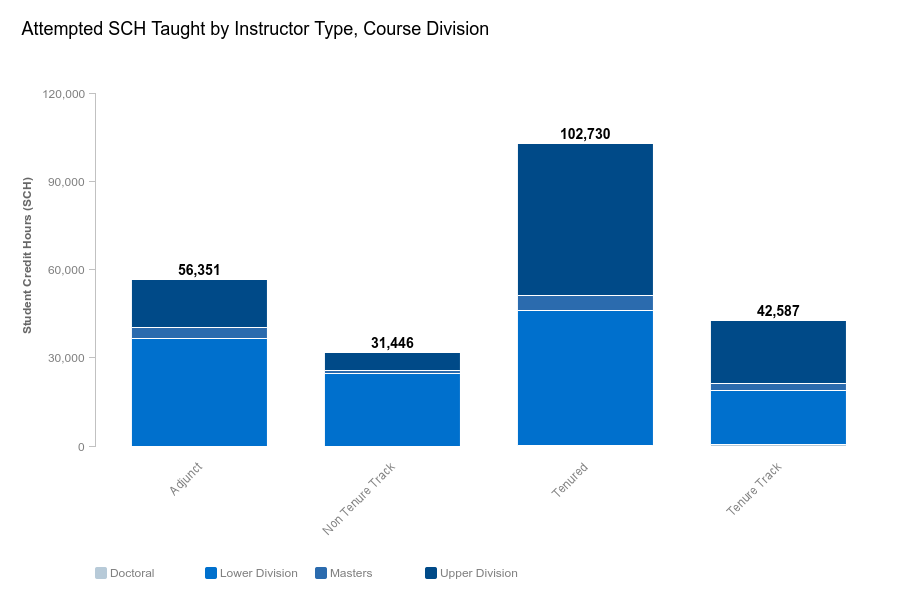 Attempted SCH Taught by Instructor Type, Course Division
120,000
90,000
60,000
30,000
0
Student Credit Hours (SCH)
56,351
31,446
102,730
42,587
Adjunct
Non Tenure Track
Tenured
Tenure Track
Doctoral
Lower Division
Masters
Upper Division